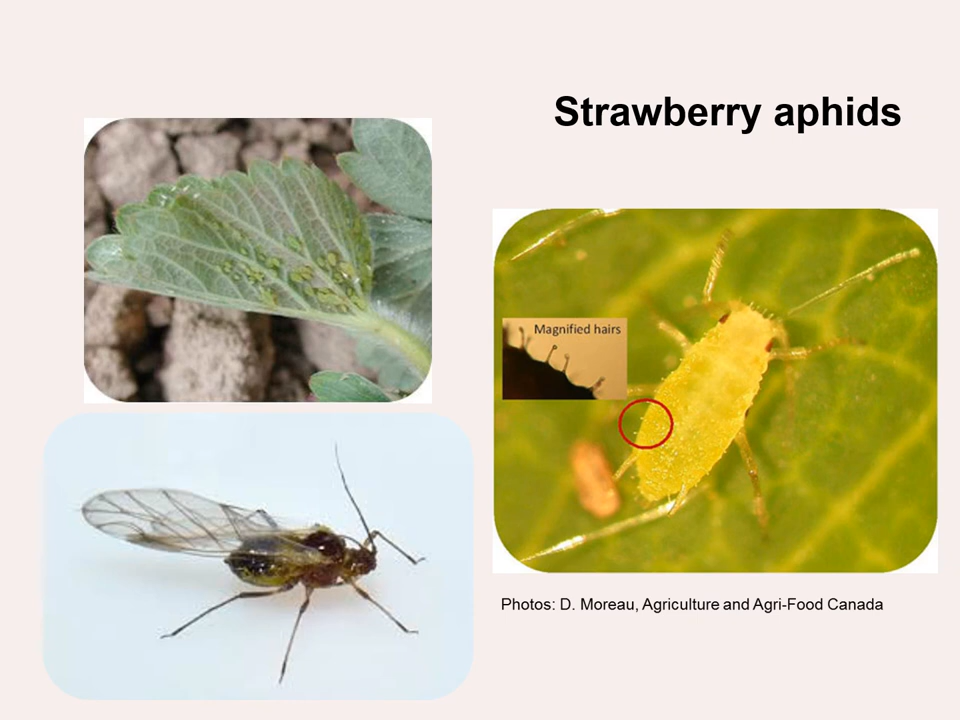 Strawberry aphids
Magnified hairs
Photos: D. Moreau, Agriculture and Agri-Food Canada